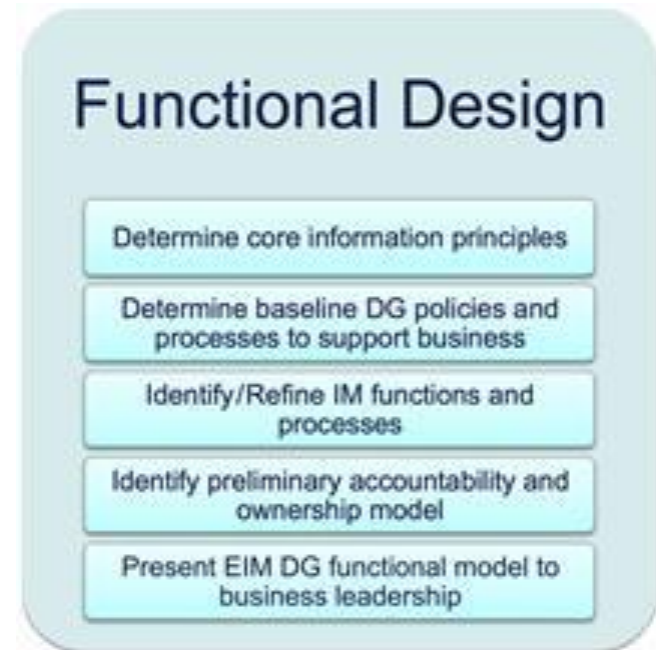 Functional Design
Determine core information principles
Determine baseline DG policies and
processes to support business
Identify/Refine IM functions and
processes
Identify preliminary accountability and
ownership model
Present EIM DG functional model to
business leadership